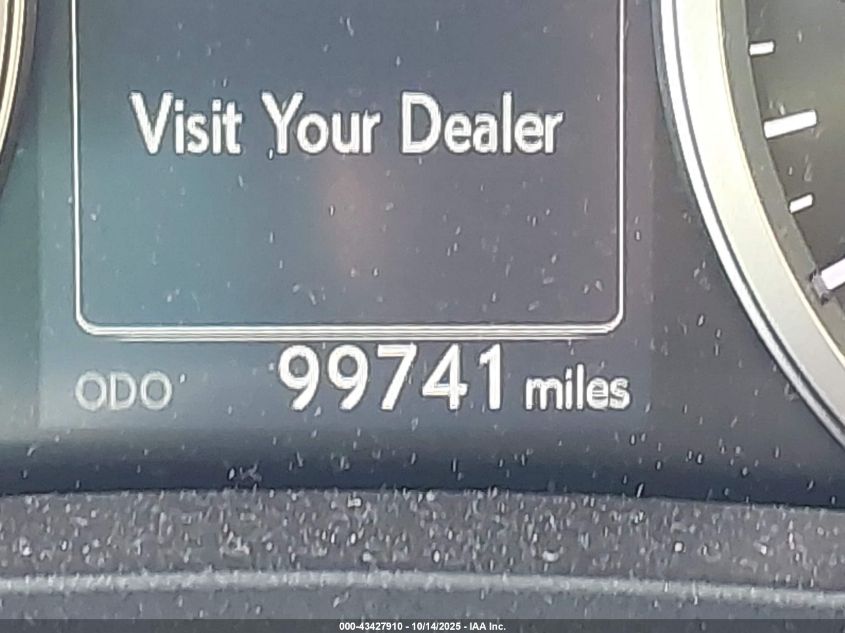 Visit Your Dealer
ODO 99741 miles
000-43427910 - 10/14/2025 - IAA Inc.